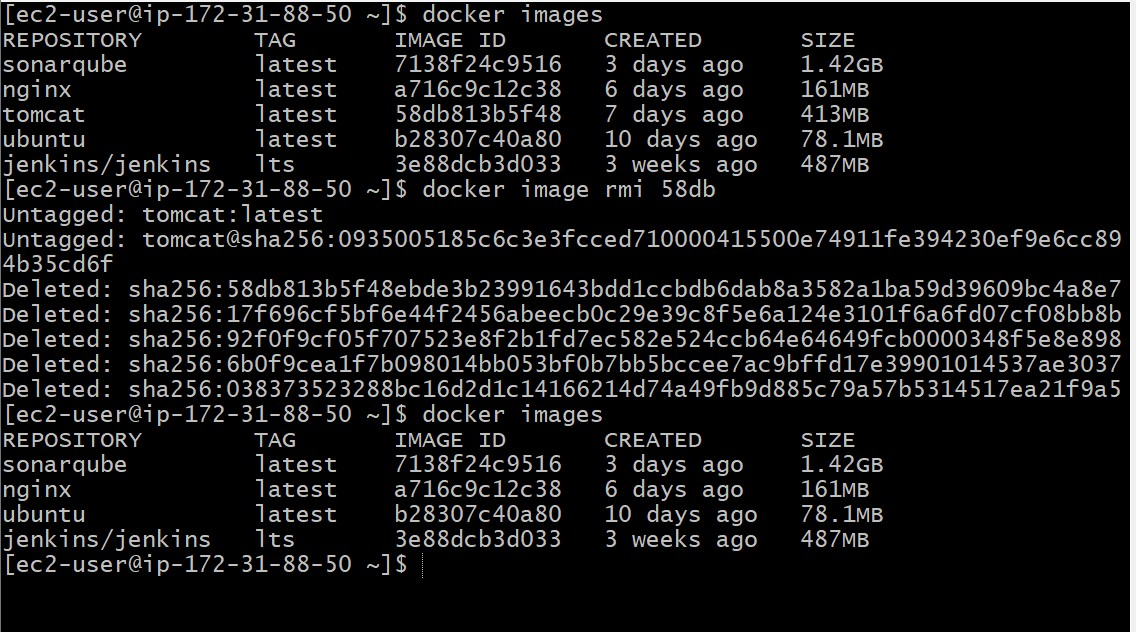 [ec2-user@ip-172-31-88-50 ~]$ docker images
REPOSITORY        TAG       IMAGE ID       CREATED       SIZE
sonarqube         latest    7138f24c9516   3 days ago    1.42GB
nginx             latest    a716c9c12c38   6 days ago    161MB
tomcat            latest    58db813b5f48   7 days ago    413MB
ubuntu            latest    b28307c40a80   10 days ago   78.1MB
jenkins/jenkins   lts       3e88dcb3d033   3 weeks ago   487MB
[ec2-user@ip-172-31-88-50 ~]$ docker image rmi 58db
Untagged: tomcat:latest
Untagged: tomcat@sha256:0935005185c6c3e3fcced710000415500e74911fe394230ef9e6cc89
4b35cd6f
Deleted: sha256:58db813b5f48ebde3b23991643bdd1ccbdb6dab8a3582a1ba59d39609bc4a8e7
Deleted: sha256:17f696cf5bf6e44f2456abeecb0c29e39c8f5e6a124e3101f6a6fd07cf08bb8b
Deleted: sha256:92f0f9cf05f707523e8f2b1fd7ec582e524ccb64e64649fcb0000348f5e8e898
Deleted: sha256:6b0f9cea1f7b098014bb053bf0b7bb5bccee7ac9bffd17e39901014537ae3037
Deleted: sha256:038373523288bc16d2d1c14166214d74a49fb9d885c79a57b5314517ea21f9a5
[ec2-user@ip-172-31-88-50 ~]$ docker images
REPOSITORY        TAG       IMAGE ID       CREATED       SIZE
sonarqube         latest    7138f24c9516   3 days ago    1.42GB
nginx             latest    a716c9c12c38   6 days ago    161MB
ubuntu            latest    b28307c40a80   10 days ago   78.1MB
jenkins/jenkins   lts       3e88dcb3d033   3 weeks ago   487MB
[ec2-user@ip-172-31-88-50 ~]$